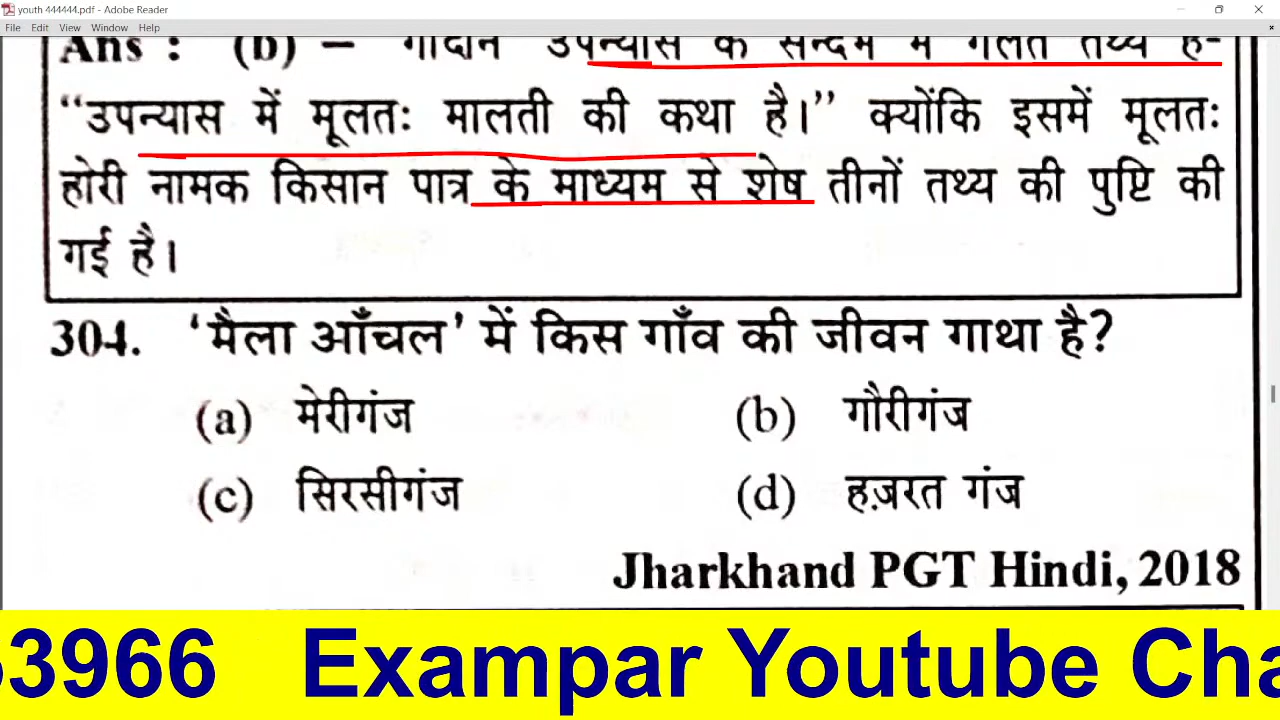 youth 444444.pdf - Adobe Reader
File Edit View Window Help
Ans : (b) – गोदान उपन्यास के सन्दर्भ में गलत तथ्य है-
“उपन्यास में मूलतः मालती की कथा है।” क्योंकि इसमें मूलतः
होरी नामक किसान पात्र के माध्यम से शेष तीनों तथ्य की पुष्टि की
गई है।
304. ‘मैला आँचल’ में किस गाँव की जीवन गाथा है?
(a) मेरीगंज (b) गौरीगंज
(c) सिरसीगंज (d) हज़रत गंज
Jharkhand PGT Hindi, 2018
53966 Exampar Youtube Cha